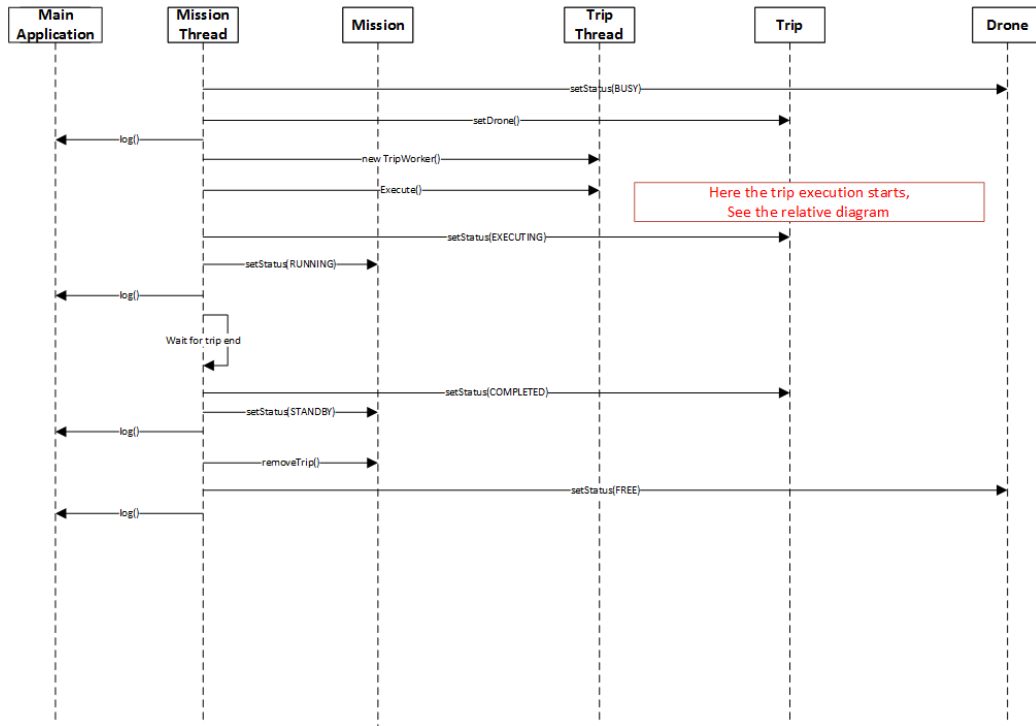 Main
Application
Mission
Thread
Mission
Trip
Thread
Trip
Drone
setStatus(BUSY)
setDrone()
log()
new TripWorker()
Execute()
Here the trip execution starts,
See the relative diagram
setStatus(EXECUTING)
setStatus(RUNNING)
log()
Wait for trip end
setStatus(COMPLETED)
setStatus(STANDBY)
log()
removeTrip()
setStatus(FREE)
log()